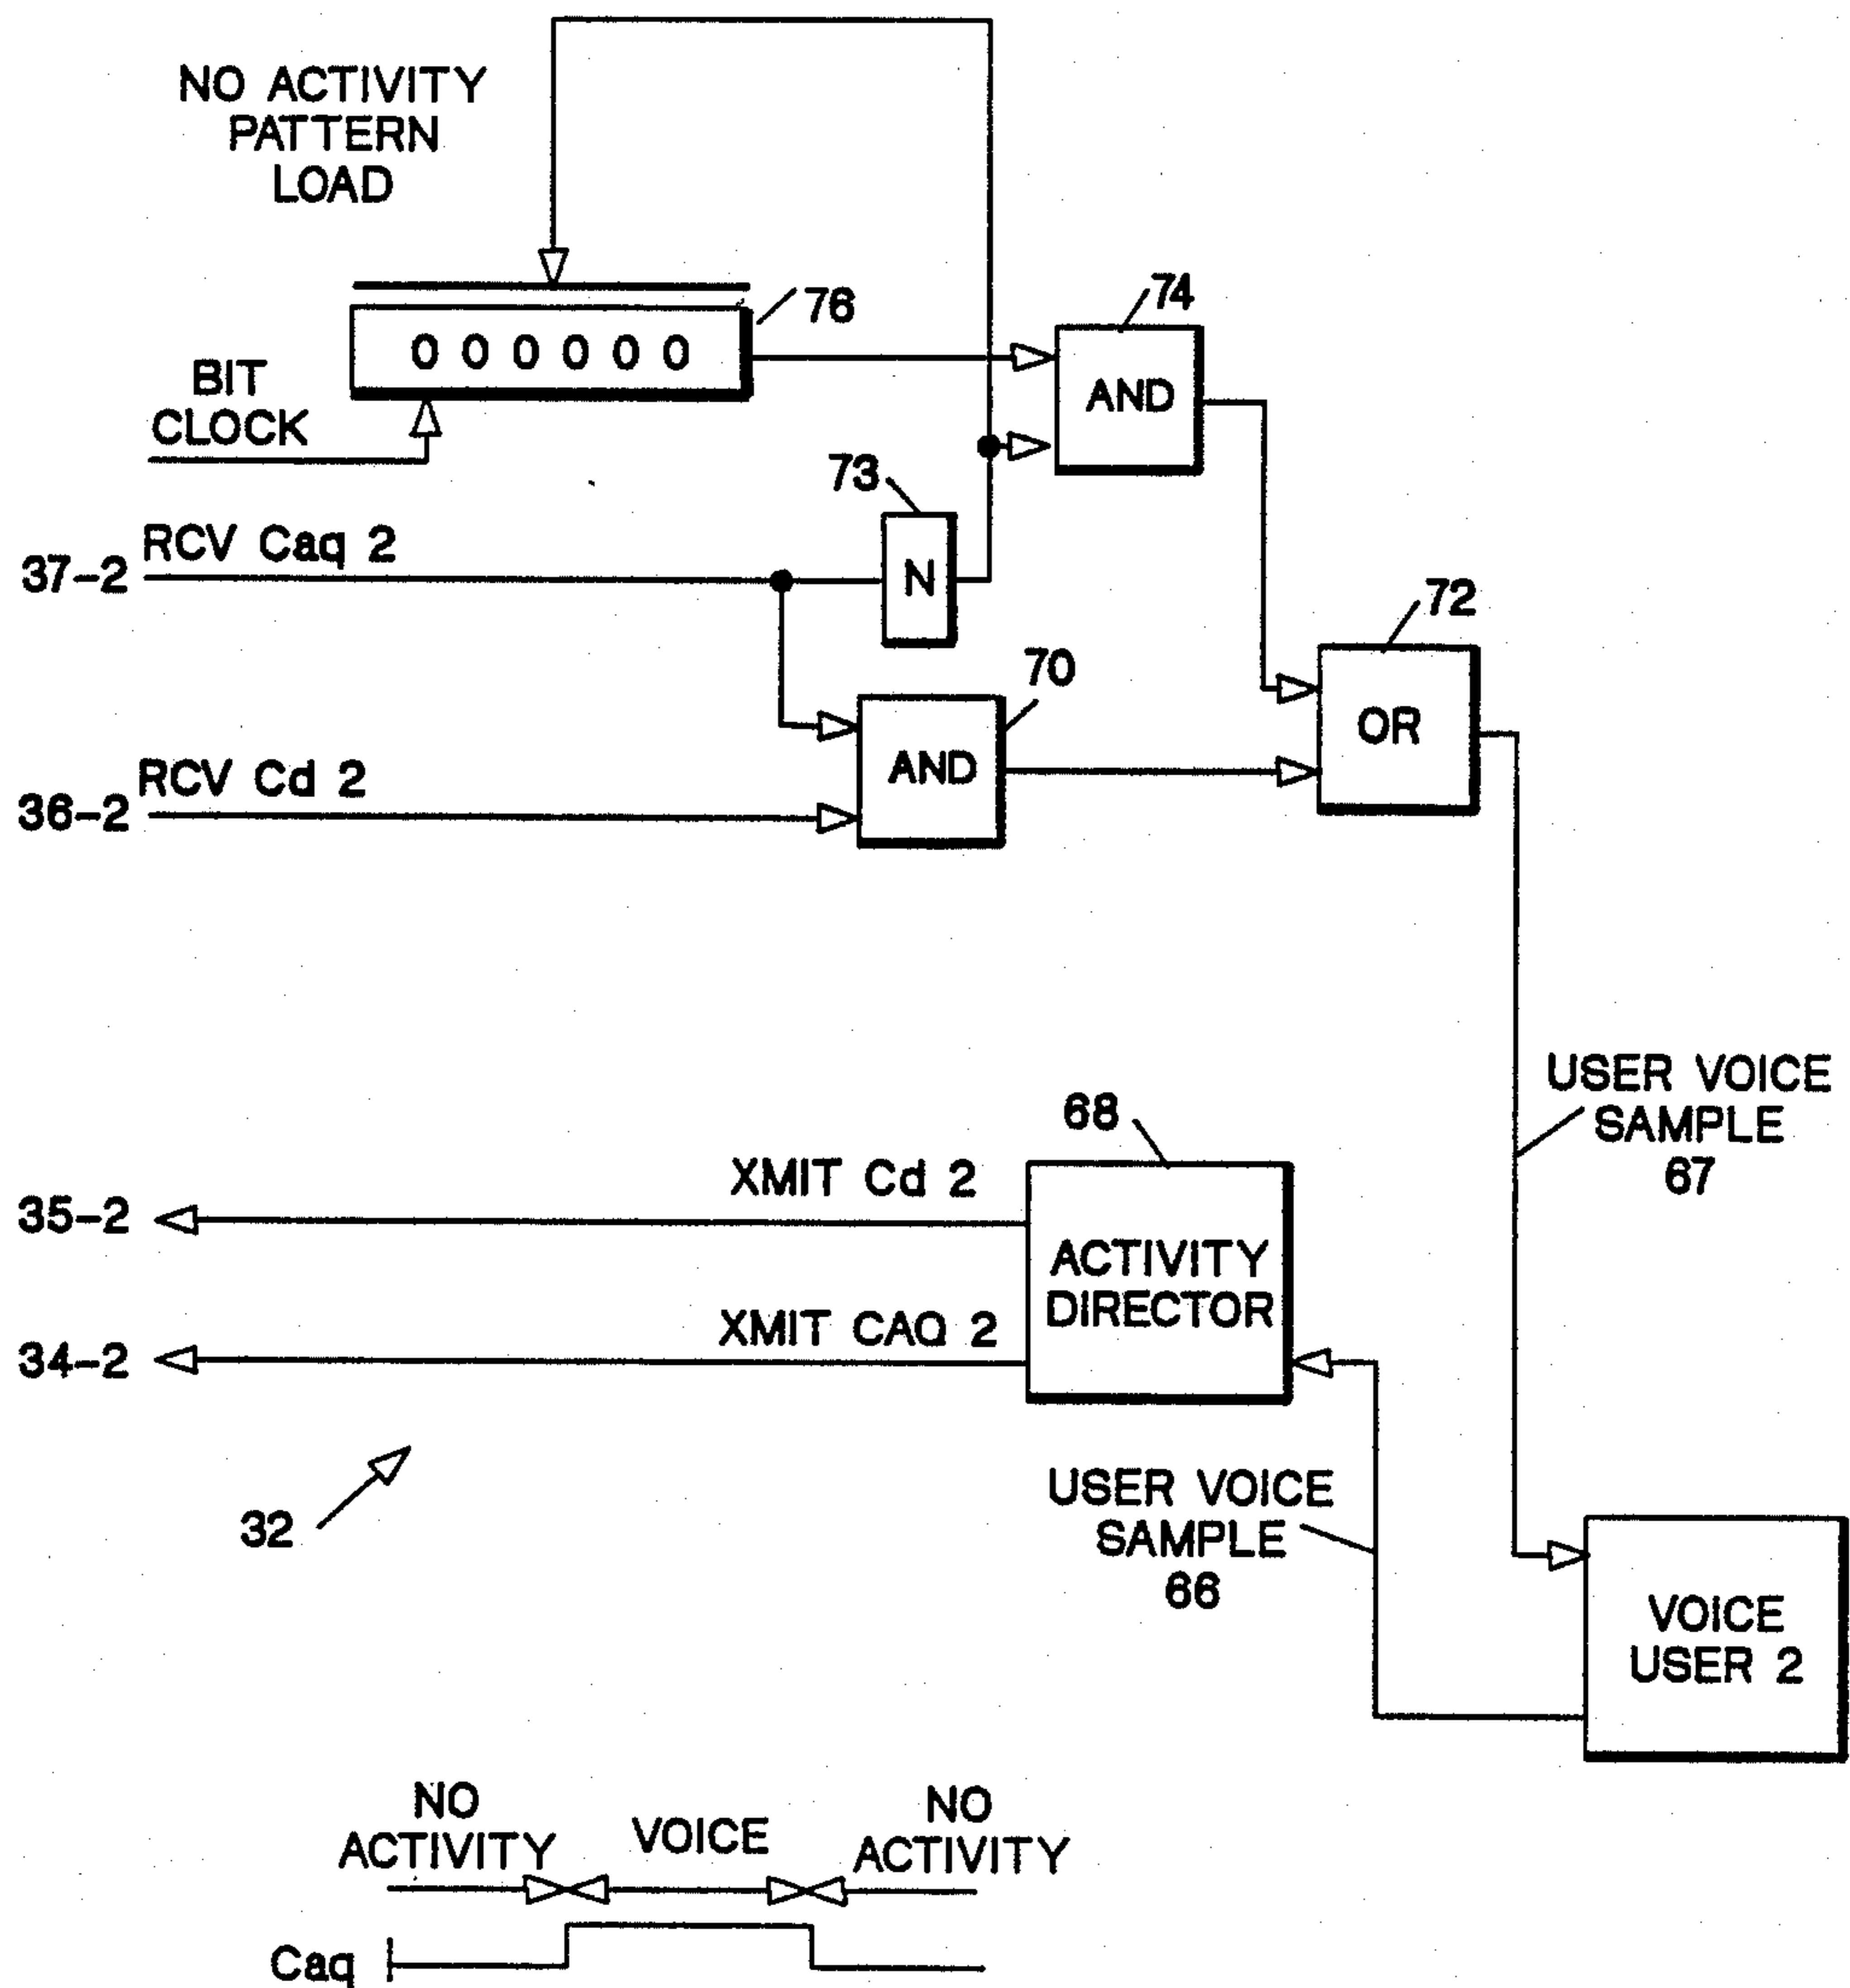 NO ACTIVITY
PATTERN
LOAD
76
74
0 0 0 0 0 0
AND
BIT
CLOCK
73
RCV Caq 2
37-2
N
72
70
OR
RCV Cd 2
AND
36-2
USER VOICE
SAMPLE
67
68
XMIT Cd 2
35-2
ACTIVITY
DIRECTOR
XMIT CAQ 2
34-2
32
USER VOICE
SAMPLE
66
VOICE
USER 2
NO
ACTIVITY
VOICE
NO
ACTIVITY
Caq